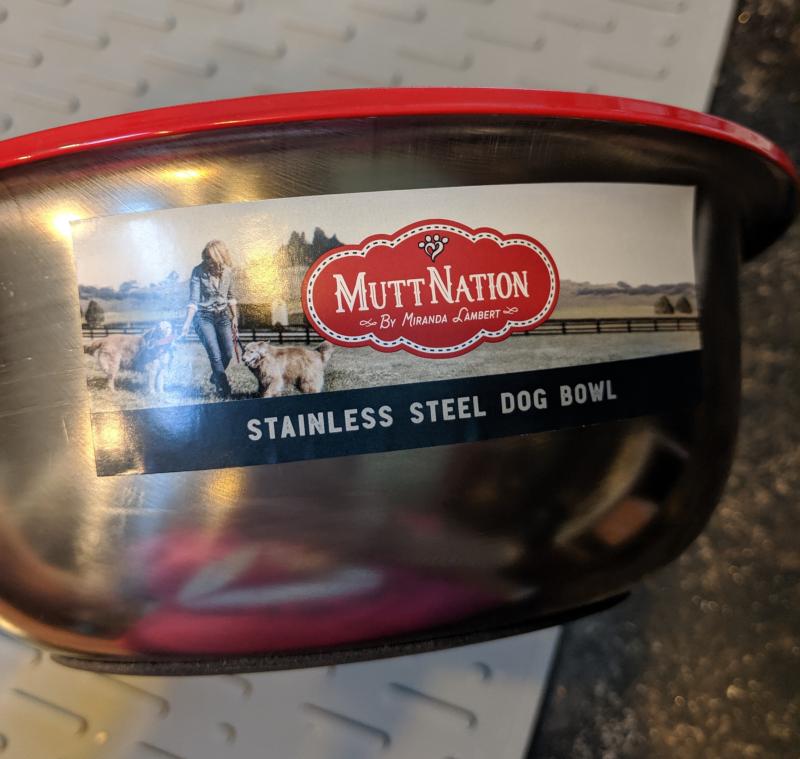 MUTTNATION
By MIRANDA LAMBERT
STAINLESS STEEL DOG BOWL